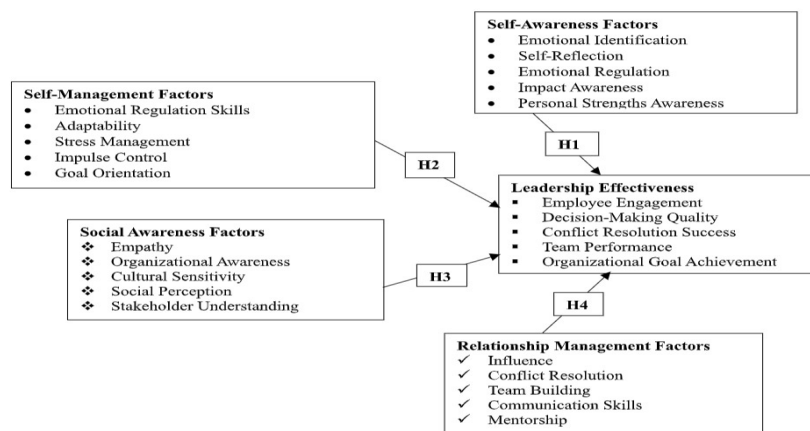 Self-Awareness Factors
● Emotional Identification
● Self-Reflection
● Emotional Regulation
● Impact Awareness
● Personal Strengths Awareness
H1
Self-Management Factors
● Emotional Regulation Skills
● Adaptability
● Stress Management
● Impulse Control
● Goal Orientation
H2
Leadership Effectiveness
▪ Employee Engagement
▪ Decision-Making Quality
▪ Conflict Resolution Success
▪ Team Performance
▪ Organizational Goal Achievement
Social Awareness Factors
❖ Empathy
❖ Organizational Awareness
❖ Cultural Sensitivity
❖ Social Perception
❖ Stakeholder Understanding
H3
H4
Relationship Management Factors
✓ Influence
✓ Conflict Resolution
✓ Team Building
✓ Communication Skills
✓ Mentorship